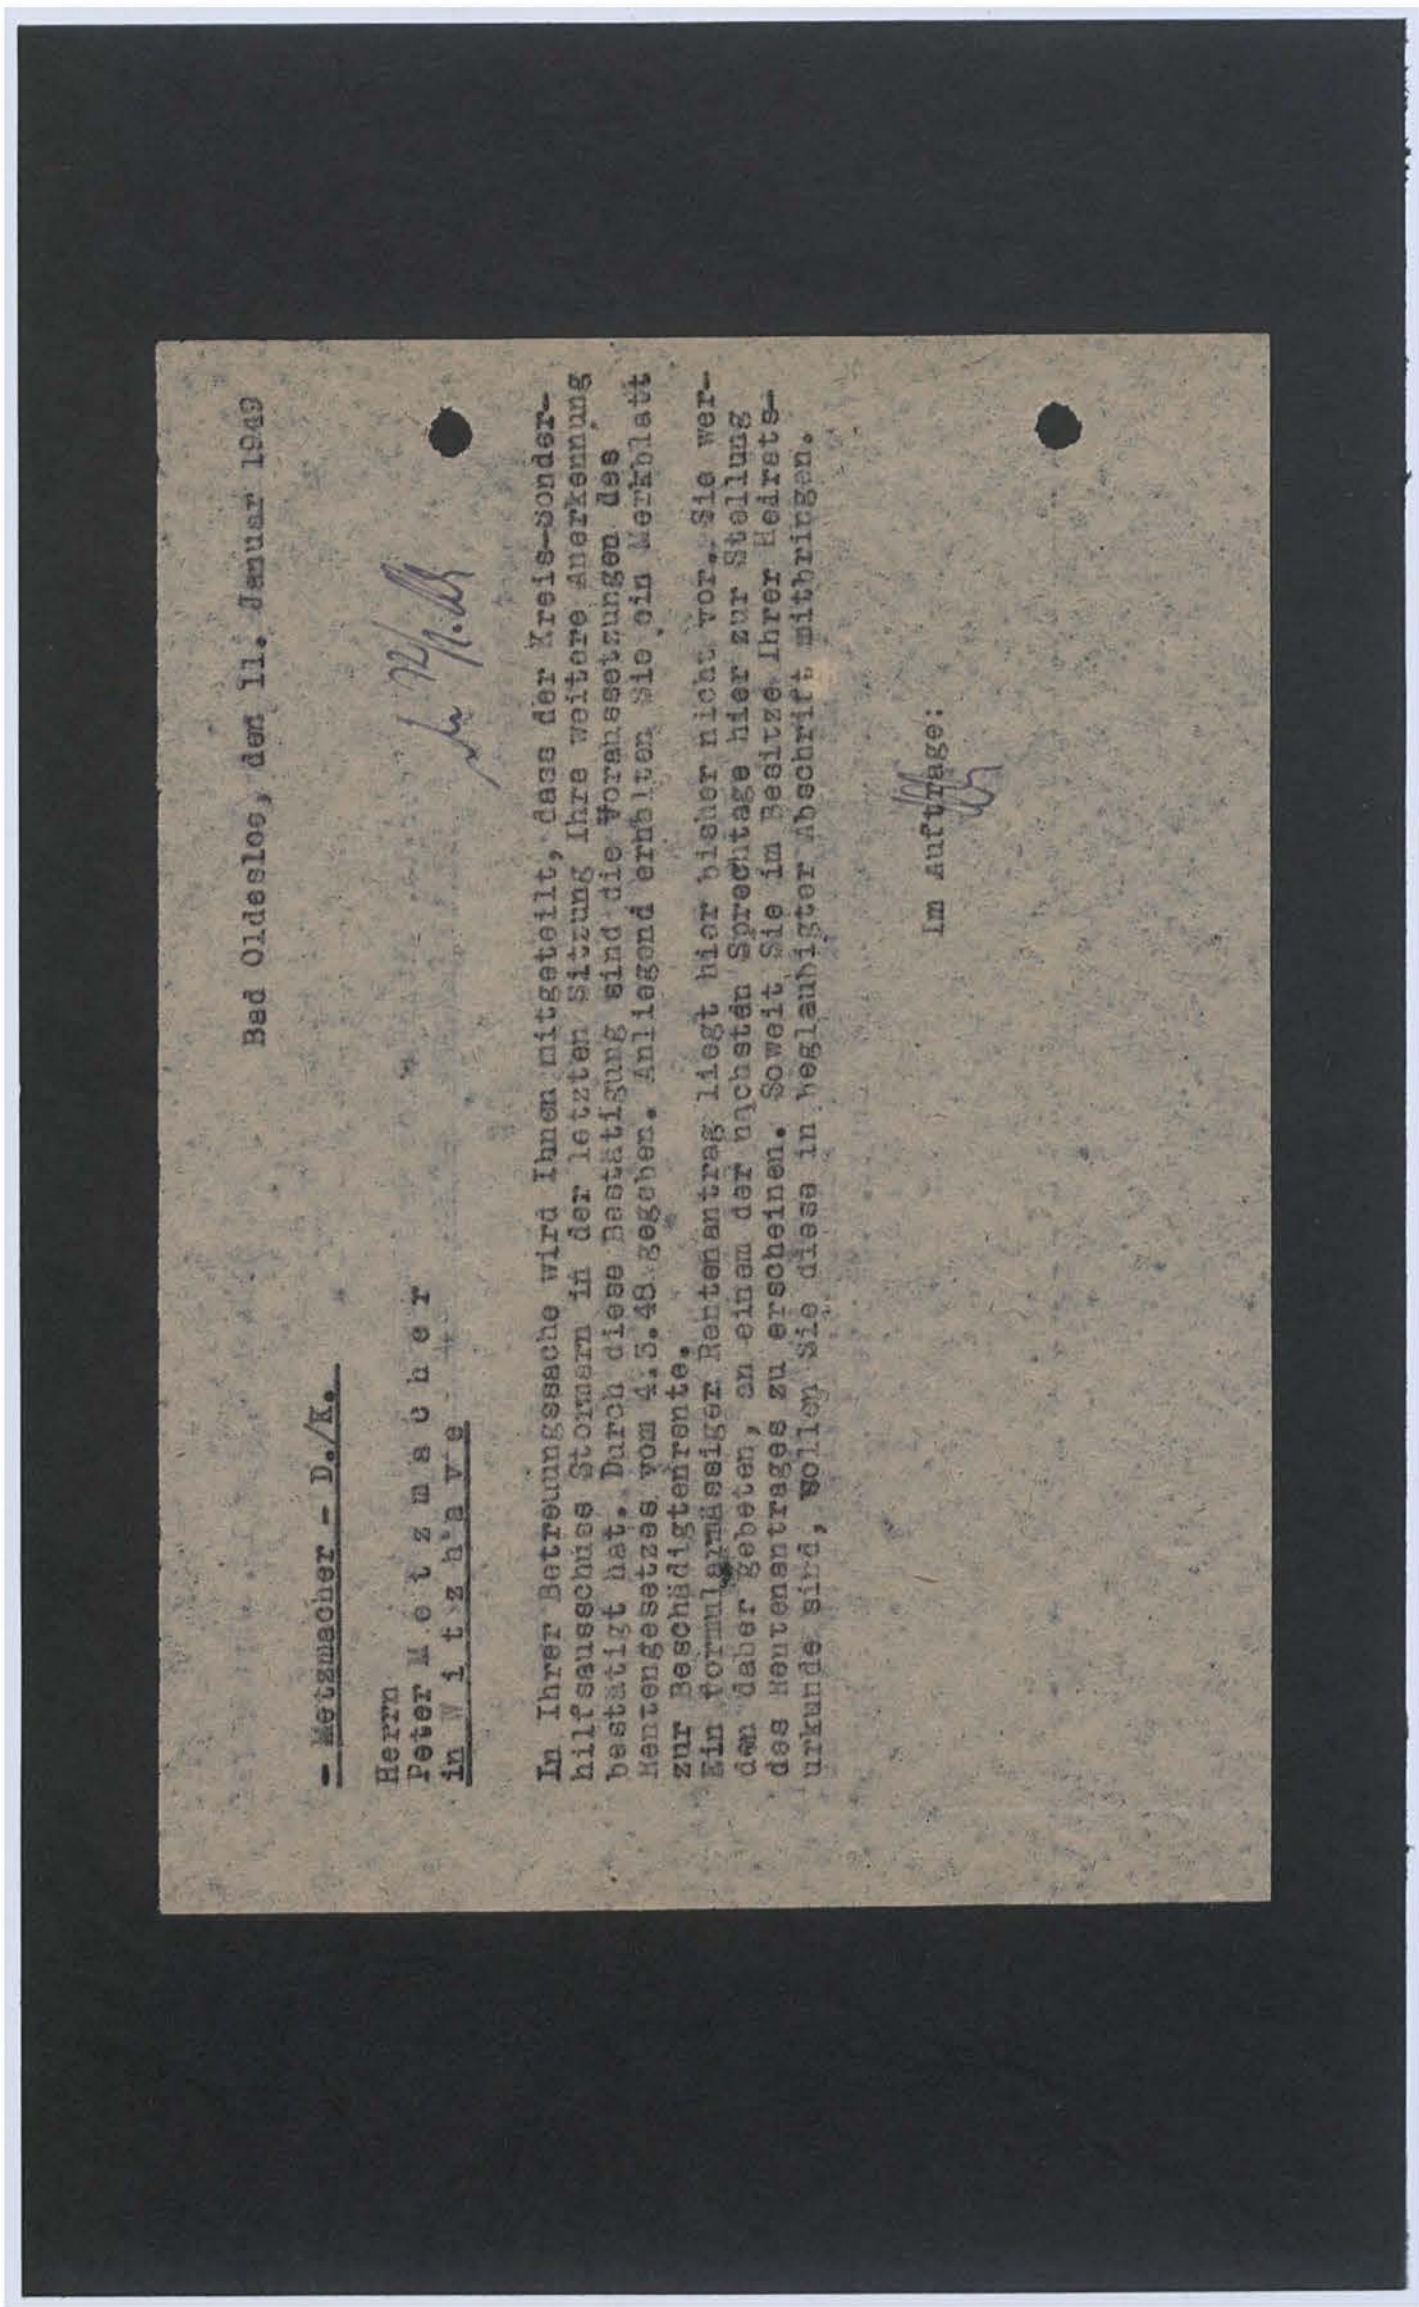 Bad Oldesloe, den 11. Januar 1949
- Metzmacher - D./K.
Herrn
Peter M e t z m a c h e r
in W i t z h a v e
In Ihrer Betreuungssache wird Ihnen mitgeteilt, dass der Kreis-Sonder-
hilfsausschuss Stormarn in der letzten Sitzung Ihre weitere Anerkennung
bestätigt hat. Durch diese Bestätigung sind die Voraussetzungen des
Rentengesetzes vom 4.3.48 gegeben. Anliegend erhalten Sie ein Merkblatt
zur Beschädigtenrente.
Ein formularmässiger Rentenantrag liegt hier bisher nicht vor. Sie wer-
den daher gebeten, an einem der nächsten Sprechtage hier zur Stellung
des Rentenantrages zu erscheinen. Soweit Sie im Besitze Ihrer Hedrats-
urkunde sind, wollen Sie diese in beglaubigter Abschrift mitbringen.
Im Auftrage: